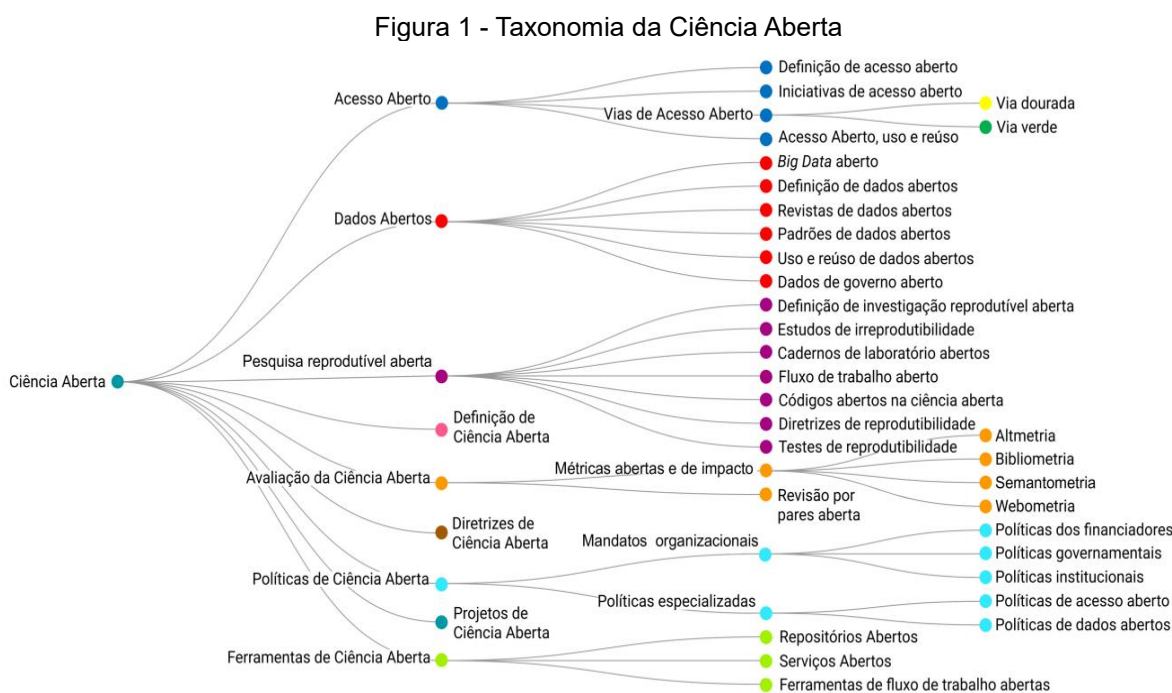 Figura 1 - Taxonomia da Ciência Aberta
Ciência Aberta
Acesso Aberto
Definição de acesso aberto
Iniciativas de acesso aberto
Vias de Acesso Aberto
Via dourada
Via verde
Acesso Aberto, uso e reúso
Dados Abertos
Big Data aberto
Definição de dados abertos
Revistas de dados abertos
Padrões de dados abertos
Uso e reúso de dados abertos
Dados de governo aberto
Pesquisa reprodutível aberta
Definição de investigação reprodutível aberta
Estudos de irreprodutibilidade
Cadernos de laboratório abertos
Fluxo de trabalho aberto
Códigos abertos na ciência aberta
Diretrizes de reprodutibilidade
Testes de reprodutibilidade
Definição de
Ciência Aberta
Avaliação da Ciência Aberta
Métricas abertas e de impacto
Altmetria
Bibliometria
Semantometria
Webometria
Revisão por
pares aberta
Diretrizes de
Ciência Aberta
Políticas de Ciência Aberta
Mandatos organizacionais
Políticas dos financiadores
Políticas governamentais
Políticas institucionais
Políticas especializadas
Políticas de acesso aberto
Políticas de dados abertos
Projetos de
Ciência Aberta
Ferramentas de Ciência Aberta
Repositórios Abertos
Serviços Abertos
Ferramentas de fluxo de trabalho abertas